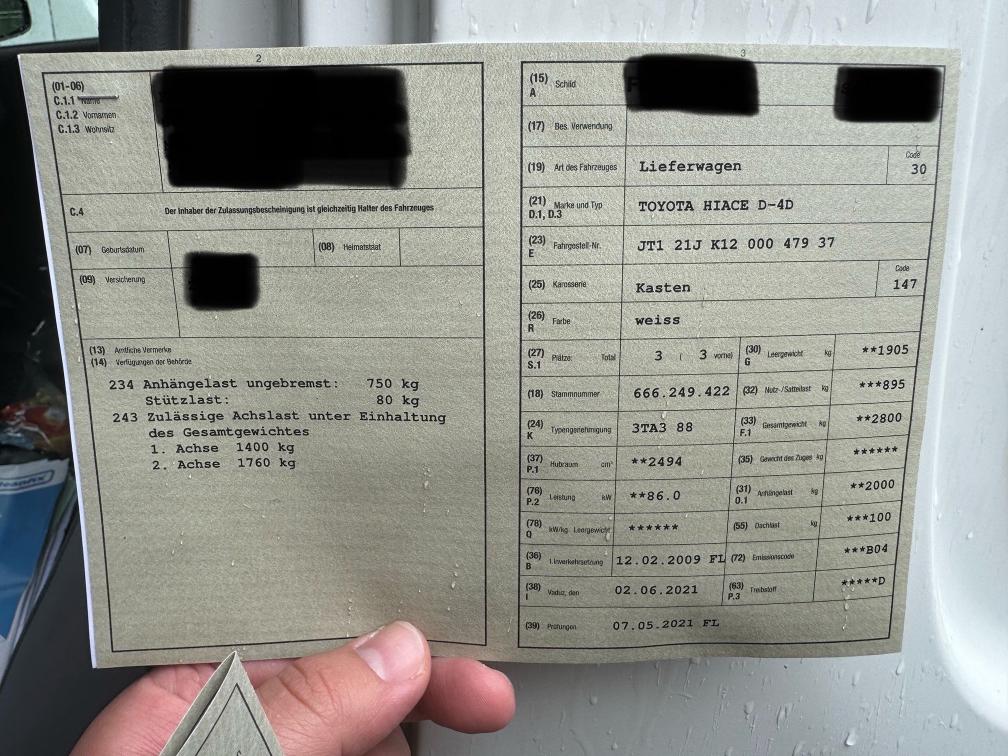 2
(01-06)
C.1.1 Name
C.1.2 Vornamen
C.1.3 Wohnsitz
C.4 Der Inhaber der Zulassungsbescheinigung ist gleichzeitig Halter des Fahrzeuges
(07) Geburtsdatum (08) Heimatstaat
(09) Versicherung
(13) Amtliche Vermerke
(14) Verfügungen der Behörde
234 Anhängelast ungebremst: 750 kg
Stützlast: 80 kg
243 Zulässige Achslast unter Einhaltung
des Gesamtgewichtes
1. Achse 1400 kg
2. Achse 1760 kg
3
(15) A Schild
(17) Bes. Verwendung
(19) Art des Fahrzeuges Lieferwagen Code 30
(21) D.1, D.3 Marke und Typ TOYOTA HIACE D-4D
(23) E Fahrgestell-Nr. JT1 21J K12 000 479 37
(25) Karosserie Kasten Code 147
(26) R Farbe weiss
(27) S.1 Plätze: Total 3 ( 3 vorne) (30) G Leergewicht kg **1905
(18) Stammnummer 666.249.422 (32) Nutz-/Sattellast kg ***895
(24) K Typengenehmigung 3TA3 88 (33) F.1 Gesamtgewicht kg **2800
(37) P.1 Hubraum cm³ **2494 (35) Gewicht des Zuges kg ******
(76) P.2 Leistung kW **86.0 (31) O.1 Anhängelast kg **2000
(78) Q kW/kg Leergewicht ****** (55) Dachlast kg ***100
(36) B 1.Inverkehrsetzung 12.02.2009 FL (72) Emissionscode ***B04
(38) I Vaduz, den 02.06.2021 (63) P.3 Treibstoff *****D
(39) Prüfungen 07.05.2021 FL